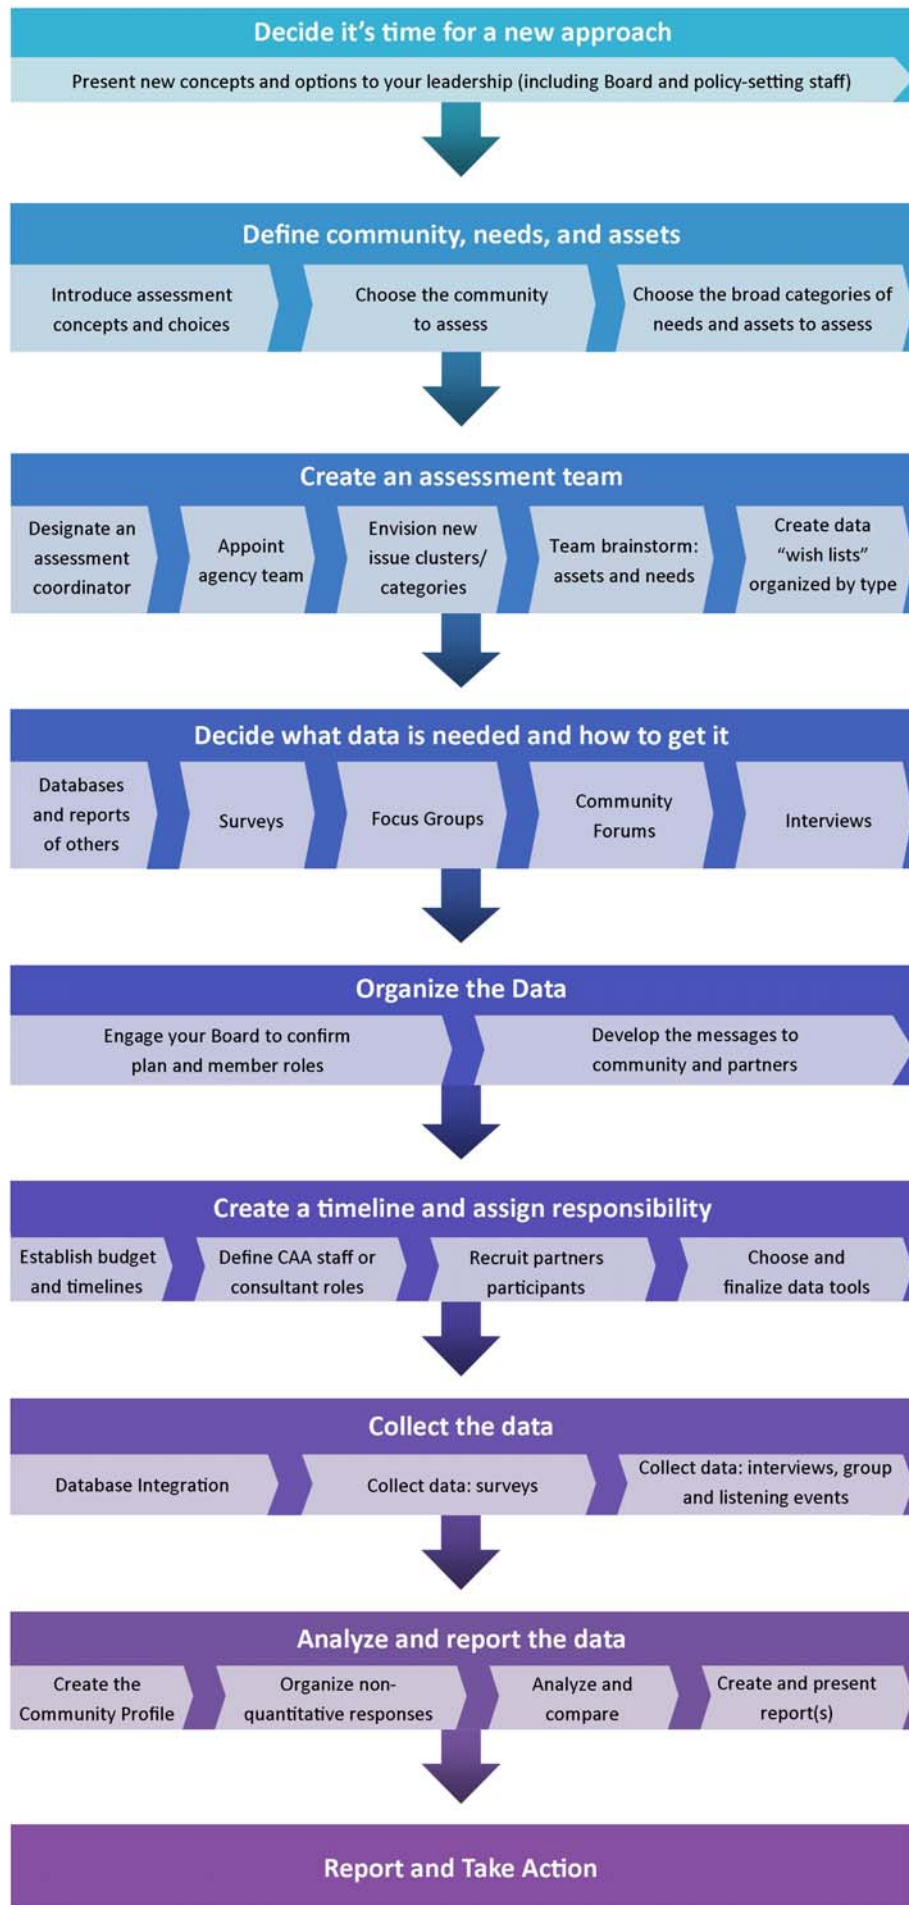 Decide it’s time for a new approach
Present new concepts and options to your leadership (including Board and policy-setting staff)
Define community, needs, and assets
Introduce assessment
concepts and choices
Choose the community
to assess
Choose the broad categories of
needs and assets to assess
Create an assessment team
Designate an
assessment
coordinator
Appoint
agency team
Envision new
issue clusters/
categories
Team brainstorm:
assets and needs
Create data
“wish lists”
organized by type
Decide what data is needed and how to get it
Databases
and reports
of others
Surveys
Focus Groups
Community
Forums
Interviews
Organize the Data
Engage your Board to confirm
plan and member roles
Develop the messages to
community and partners
Create a timeline and assign responsibility
Establish budget
and timelines
Define CAA staff or
consultant roles
Recruit partners
participants
Choose and
finalize data tools
Collect the data
Database Integration
Collect data: surveys
Collect data: interviews, group
and listening events
Analyze and report the data
Create the
Community Profile
Organize non-
quantitative responses
Analyze and
compare
Create and present
report(s)
Report and Take Action